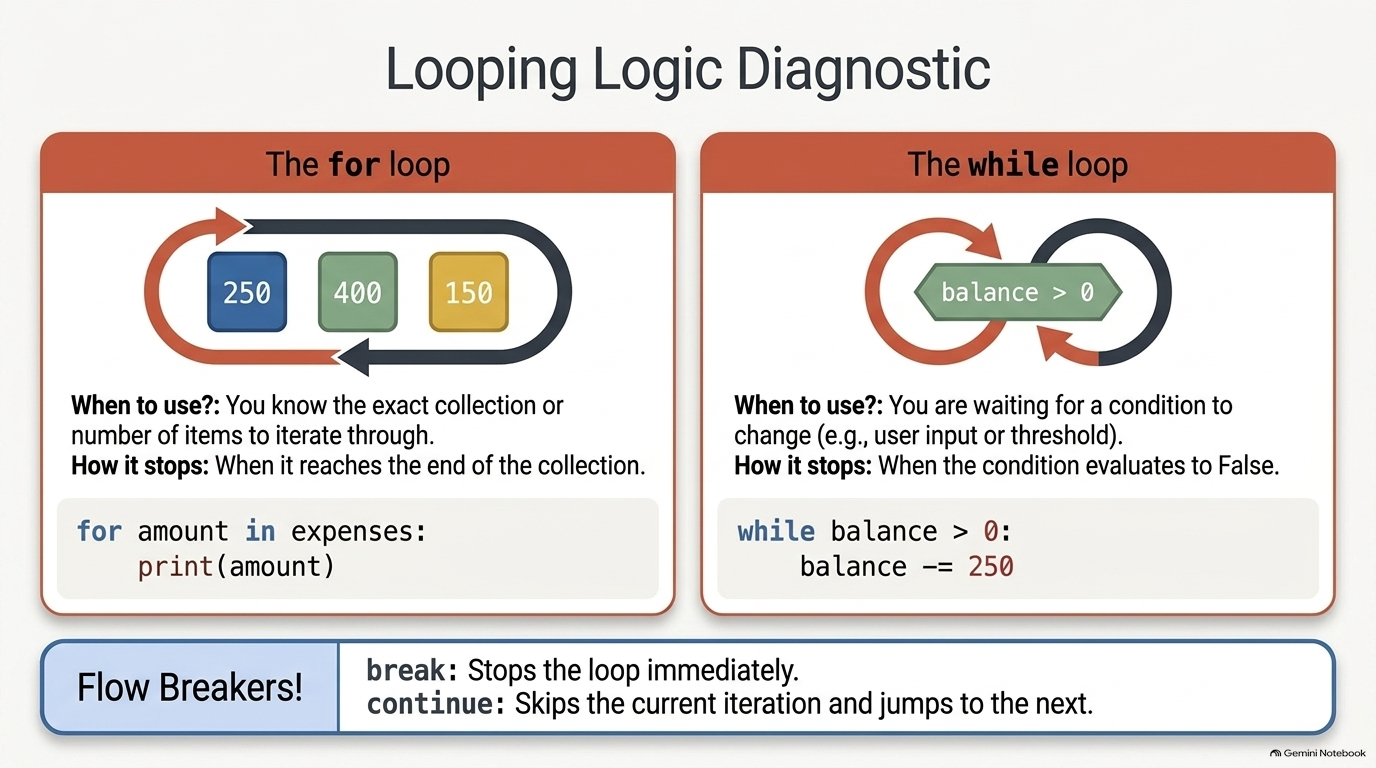 Looping Logic Diagnostic
The for loop
250 400 150
When to use?: You know the exact collection or
number of items to iterate through.
How it stops: When it reaches the end of the collection.
for amount in expenses:
    print(amount)
The while loop
balance > 0
When to use?: You are waiting for a condition to
change (e.g., user input or threshold).
How it stops: When the condition evaluates to False.
while balance > 0:
    balance -= 250
Flow Breakers!
break: Stops the loop immediately.
continue: Skips the current iteration and jumps to the next.
Gemini Notebook